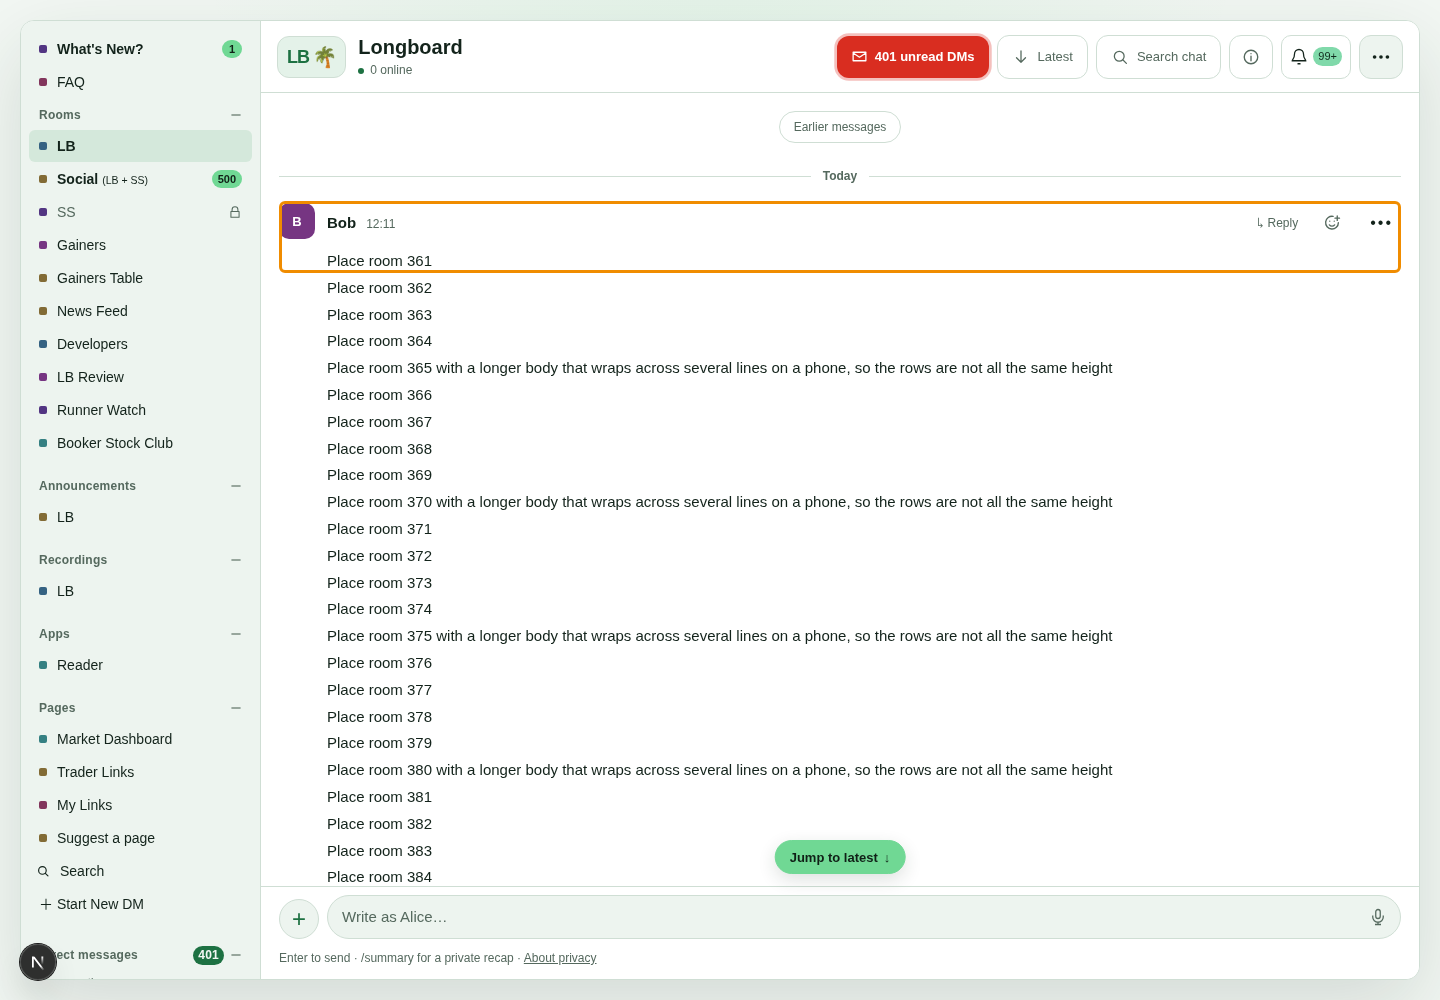 What's New? 1
FAQ
Rooms
LB
Social (LB + SS) 500
SS
Gainers
Gainers Table
News Feed
Developers
LB Review
Runner Watch
Booker Stock Club
Announcements
LB
Recordings
LB
Apps
Reader
Pages
Market Dashboard
Trader Links
My Links
Suggest a page
Search
Start New DM
ect messages 401
N
LB
Longboard
0 online
401 unread DMs
Latest
Search chat
99+
Earlier messages
Today
B
Bob 12:11
Reply
Place room 361
Place room 362
Place room 363
Place room 364
Place room 365 with a longer body that wraps across several lines on a phone, so the rows are not all the same height
Place room 366
Place room 367
Place room 368
Place room 369
Place room 370 with a longer body that wraps across several lines on a phone, so the rows are not all the same height
Place room 371
Place room 372
Place room 373
Place room 374
Place room 375 with a longer body that wraps across several lines on a phone, so the rows are not all the same height
Place room 376
Place room 377
Place room 378
Place room 379
Place room 380 with a longer body that wraps across several lines on a phone, so the rows are not all the same height
Place room 381
Place room 382
Place room 383
Place room 384
Jump to latest ↓
Write as Alice…
Enter to send · /summary for a private recap · About privacy